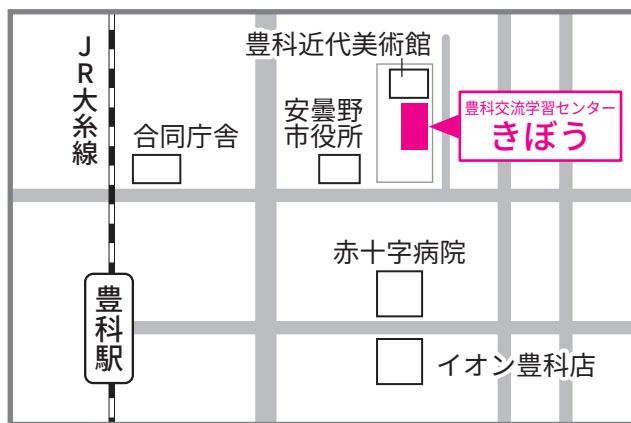 豊科近代美術館
JR大糸線
安曇野
市役所
豊科交流学習センター
きぼう
合同庁舎
赤十字病院
豊科駅
イオン豊科店